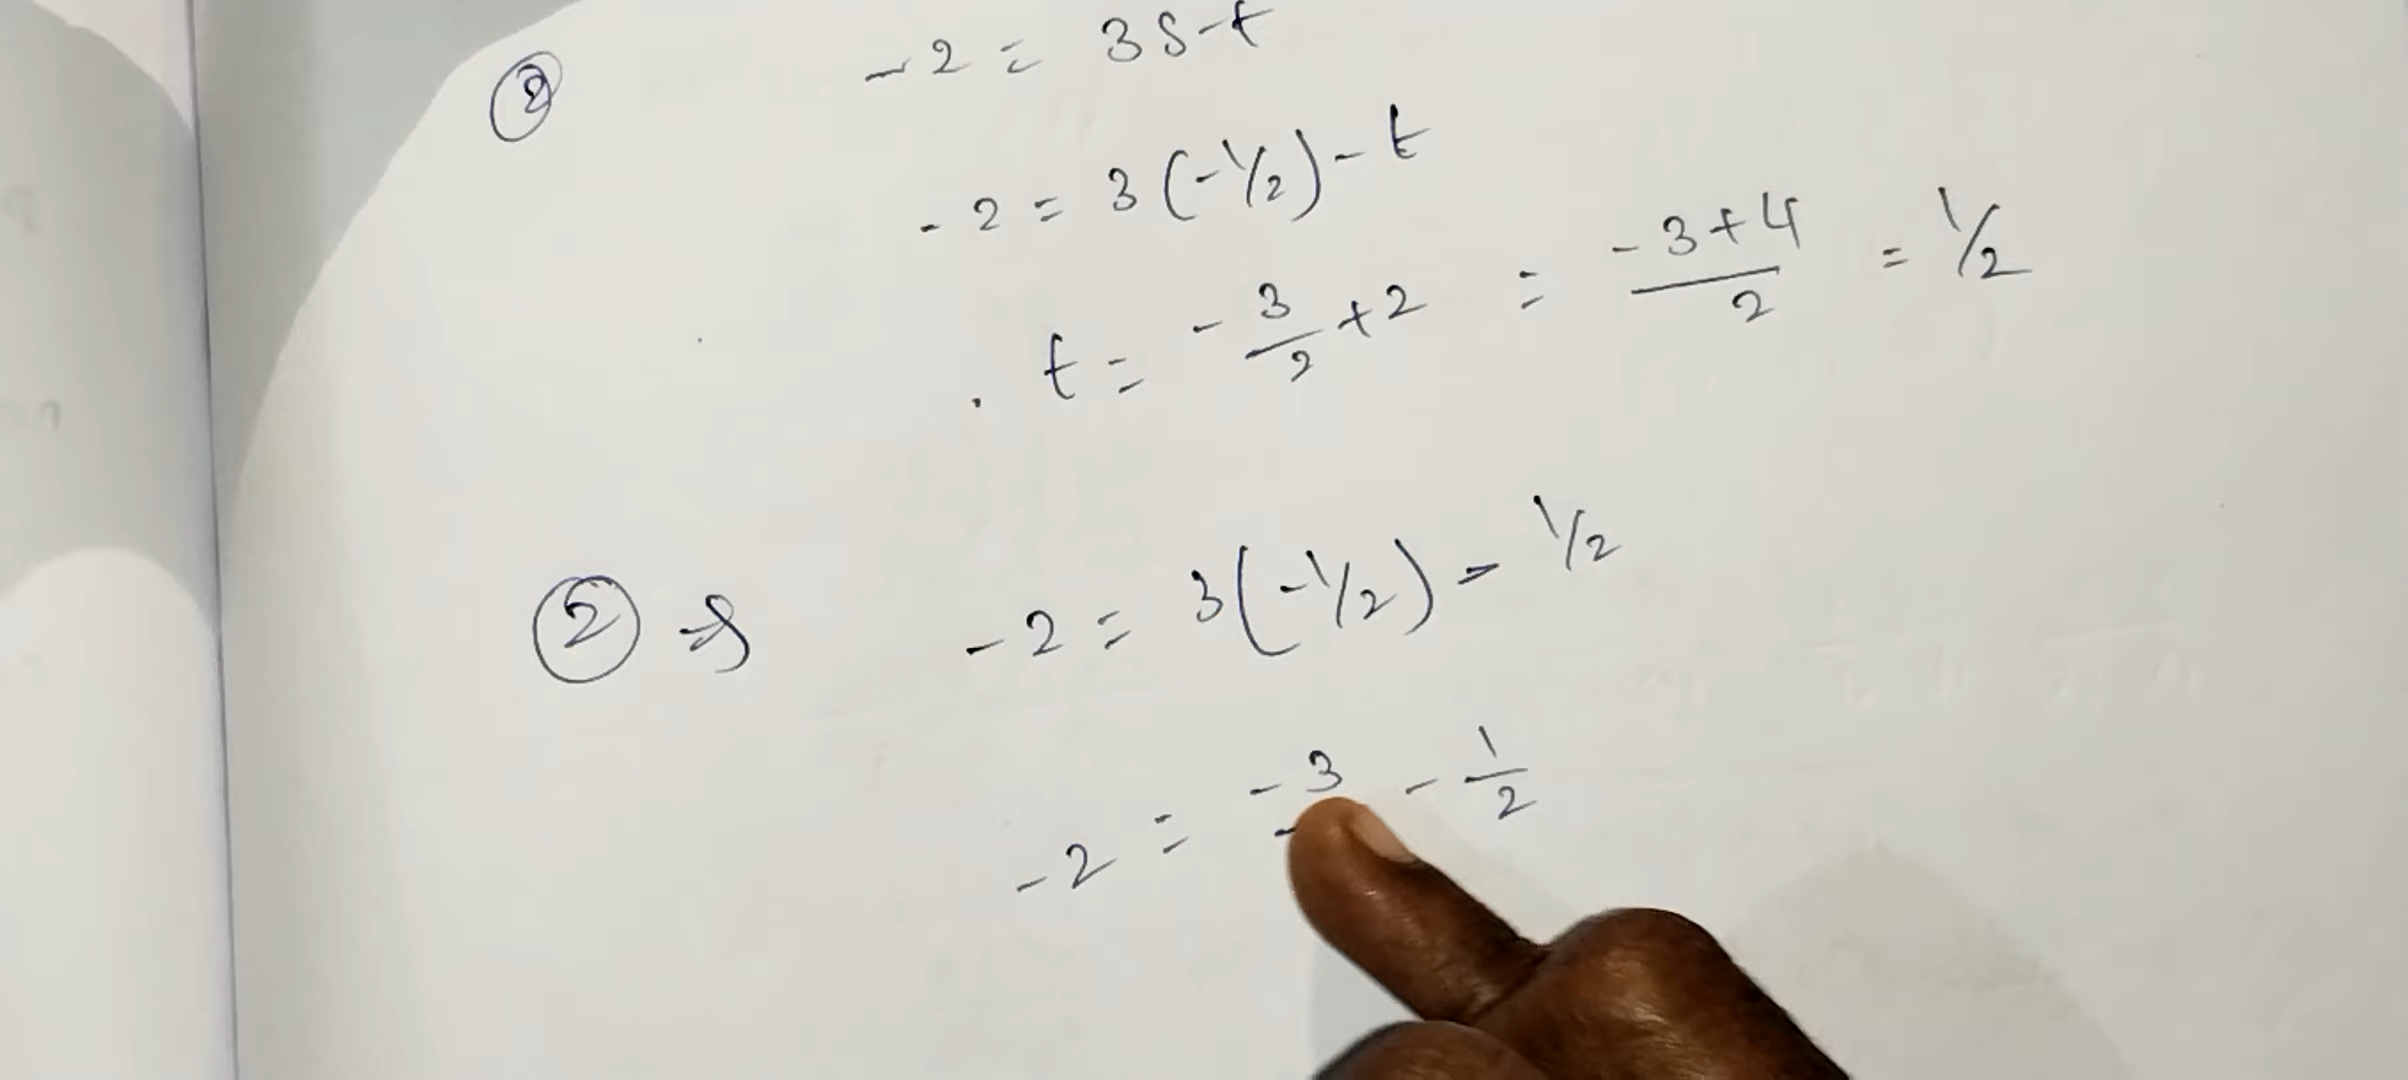 ② -2 = 3s-t
-2 = 3(-1/2)-t
t = -3/2+2 = -3+4/2 = 1/2
② ⇒ -2 = 3(-1/2) - 1/2
-2 = -3 - 1/2